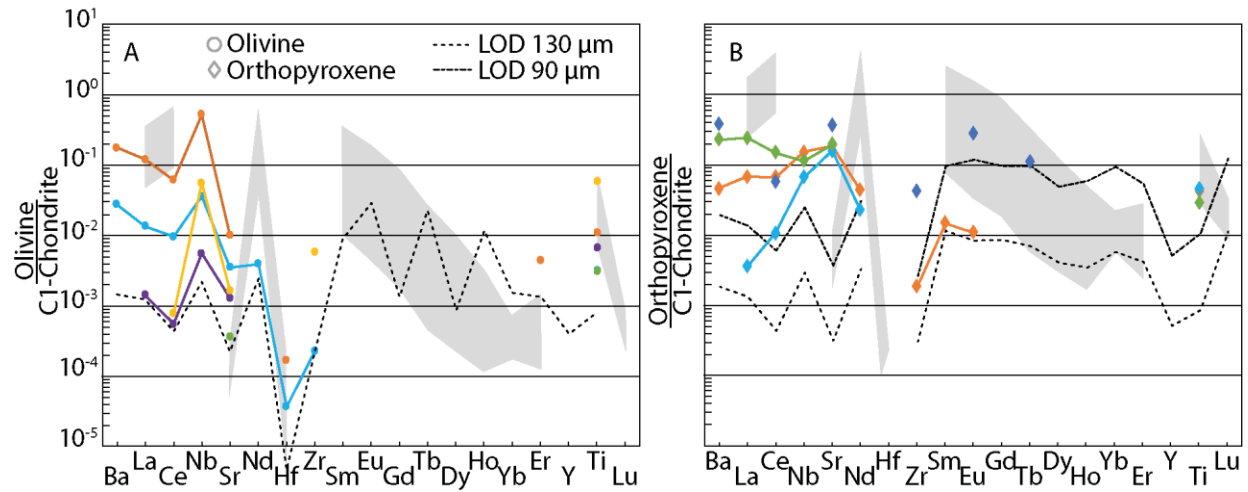 10¹
10⁰
10⁻¹
10⁻²
10⁻³
10⁻⁴
10⁻⁵
Olivine
C1-Chondrite
A
Olivine
Orthopyroxene
LOD 130 µm
LOD 90 µm
Ba La Ce Nb Sr Nd Hf Zr Sm Eu Gd Tb Dy Ho Yb Er Y Ti Lu
B
Orthopyroxene
C1-Chondrite
Ba La Ce Nb Sr Nd Hf Zr Sm Eu Gd Tb Dy Ho Yb Er Y Ti Lu